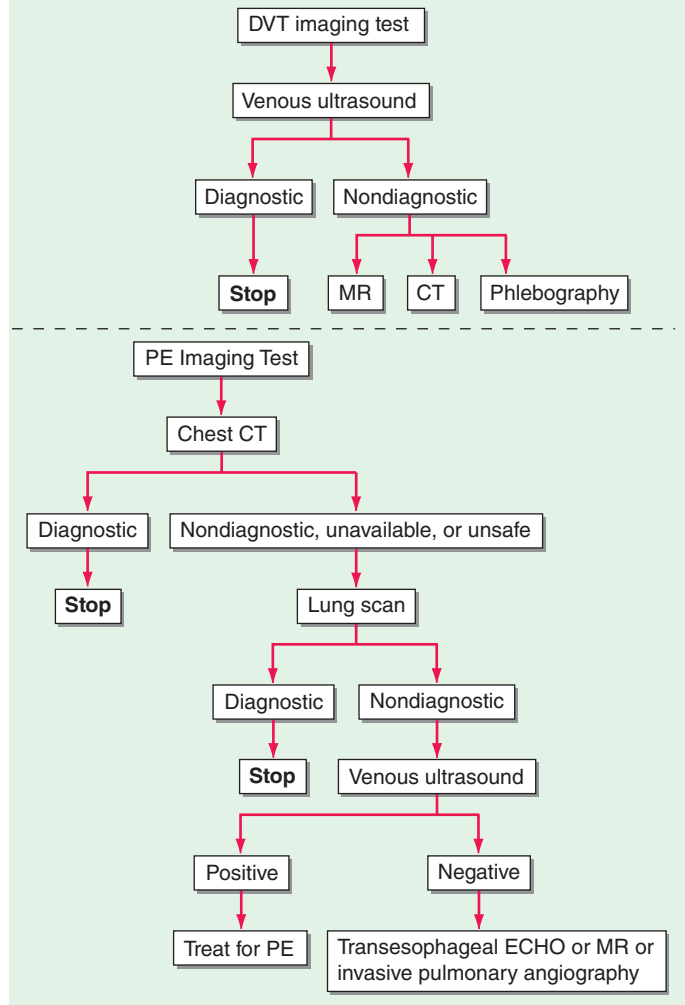 DVT imaging test
Venous ultrasound
Diagnostic
Nondiagnostic
Stop
MR
CT
Phlebography
PE Imaging Test
Chest CT
Diagnostic
Nondiagnostic, unavailable, or unsafe
Stop
Lung scan
Diagnostic
Nondiagnostic
Stop
Venous ultrasound
Positive
Negative
Treat for PE
Transesophageal ECHO or MR or
invasive pulmonary angiography